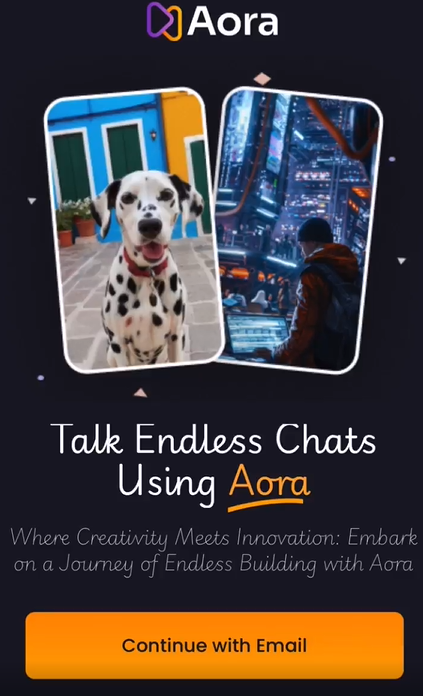 Aora
Talk Endless Chats
Using Aora
Where Creativity Meets Innovation: Embark
on a Journey of Endless Building with Aora
Continue with Email